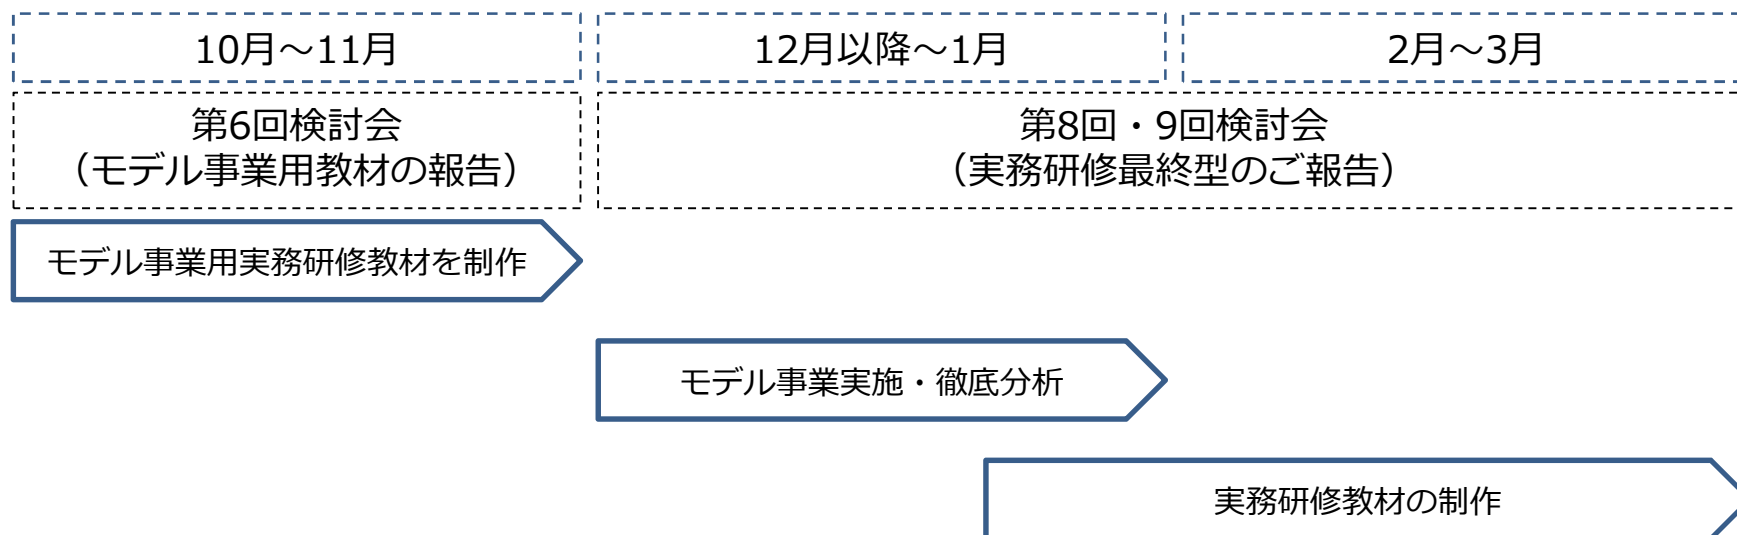 10月～11月
12月以降～1月
2月～3月
第6回検討会
（モデル事業用教材の報告）
第8回・9回検討会
（実務研修最終型のご報告）
モデル事業用実務研修教材を制作
モデル事業実施・徹底分析
実務研修教材の制作